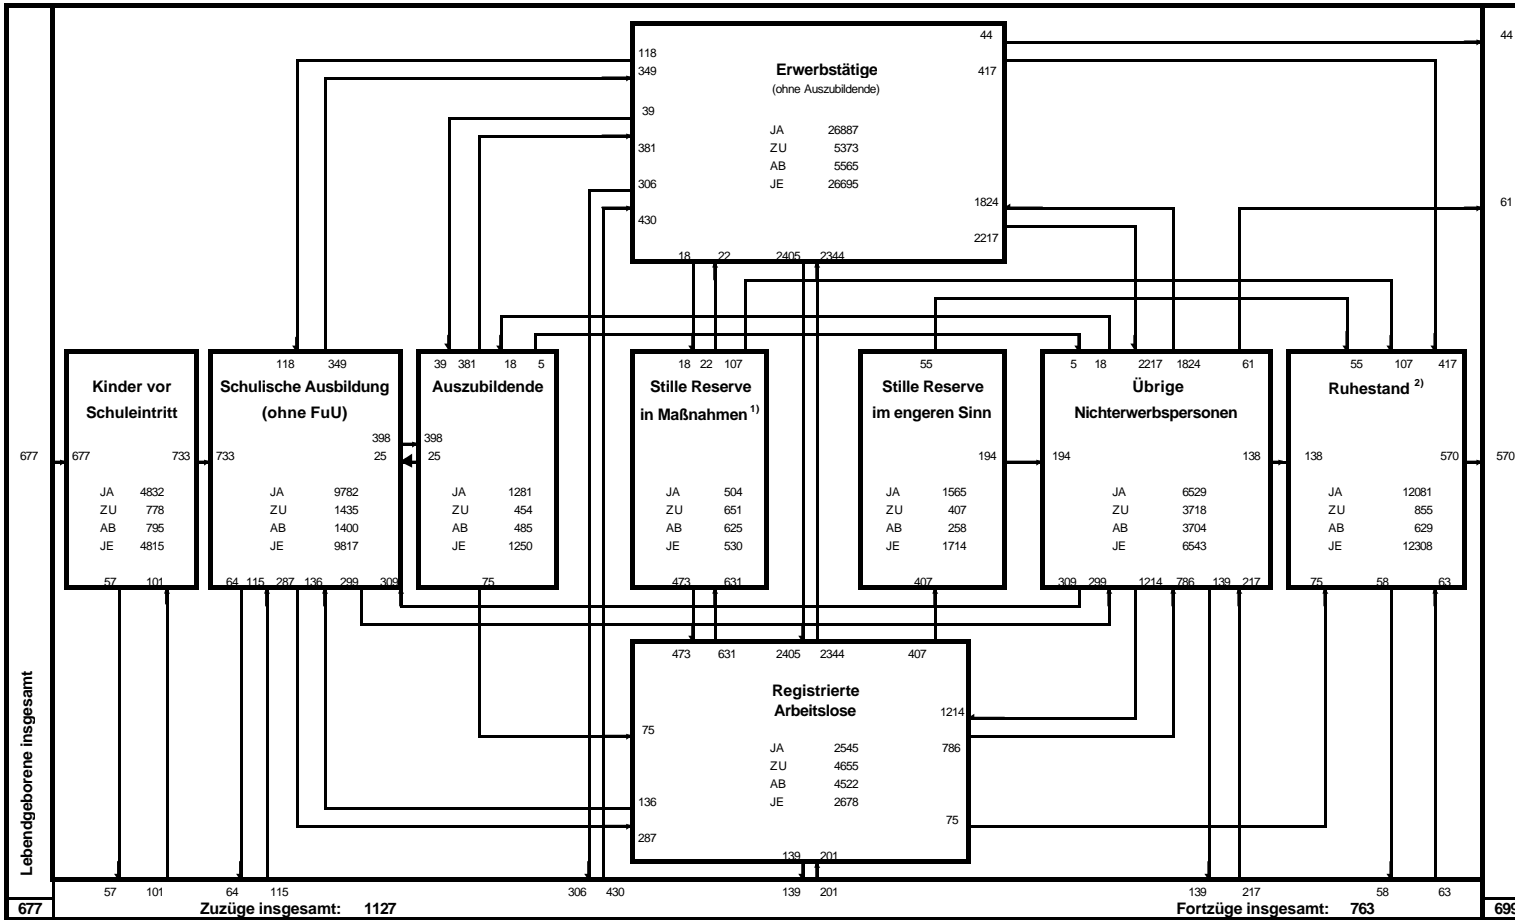 44
44
118
349
Erwerbstätige
(ohne Auszubildende)
417
39
381
JA 26887
ZU 5373
AB 5565
JE 26695
306
430
1824
2217
61
18 22 2405 2344
118 349
39 381 18 5
18 22 107
55
5 18 2217 1824 61
55 107 417
Kinder vor
Schuleintritt
677
677
733
JA 4832
ZU 778
AB 795
JE 4815
57 101
Schulische Ausbildung
(ohne FuU)
398
25
733
JA 9782
ZU 1435
AB 1400
JE 9817
64 115 287 136 299 309
Auszubildende
398
25
JA 1281
ZU 454
AB 485
JE 1250
75
Stille Reserve
in Maßnahmen 1)
JA 504
ZU 651
AB 625
JE 530
473 631
Stille Reserve
im engeren Sinn
194
JA 1565
ZU 407
AB 258
JE 1714
407
Übrige
Nichterwerbspersonen
194
138
JA 6529
ZU 3718
AB 3704
JE 6543
309 299 1214 786 139 217
Ruhestand 2)
138
570
570
JA 12081
ZU 855
AB 629
JE 12308
75 58 63
473 631 2405 2344 407
Registrierte
Arbeitslose
1214
75
786
JA 2545
ZU 4655
AB 4522
JE 2678
136
287
75
139 201
Lebendgeborene insgesamt
57 101 64 115 306 430 139 201 139 217 58 63
677
Zuzüge insgesamt: 1127
Fortzüge insgesamt: 763
699